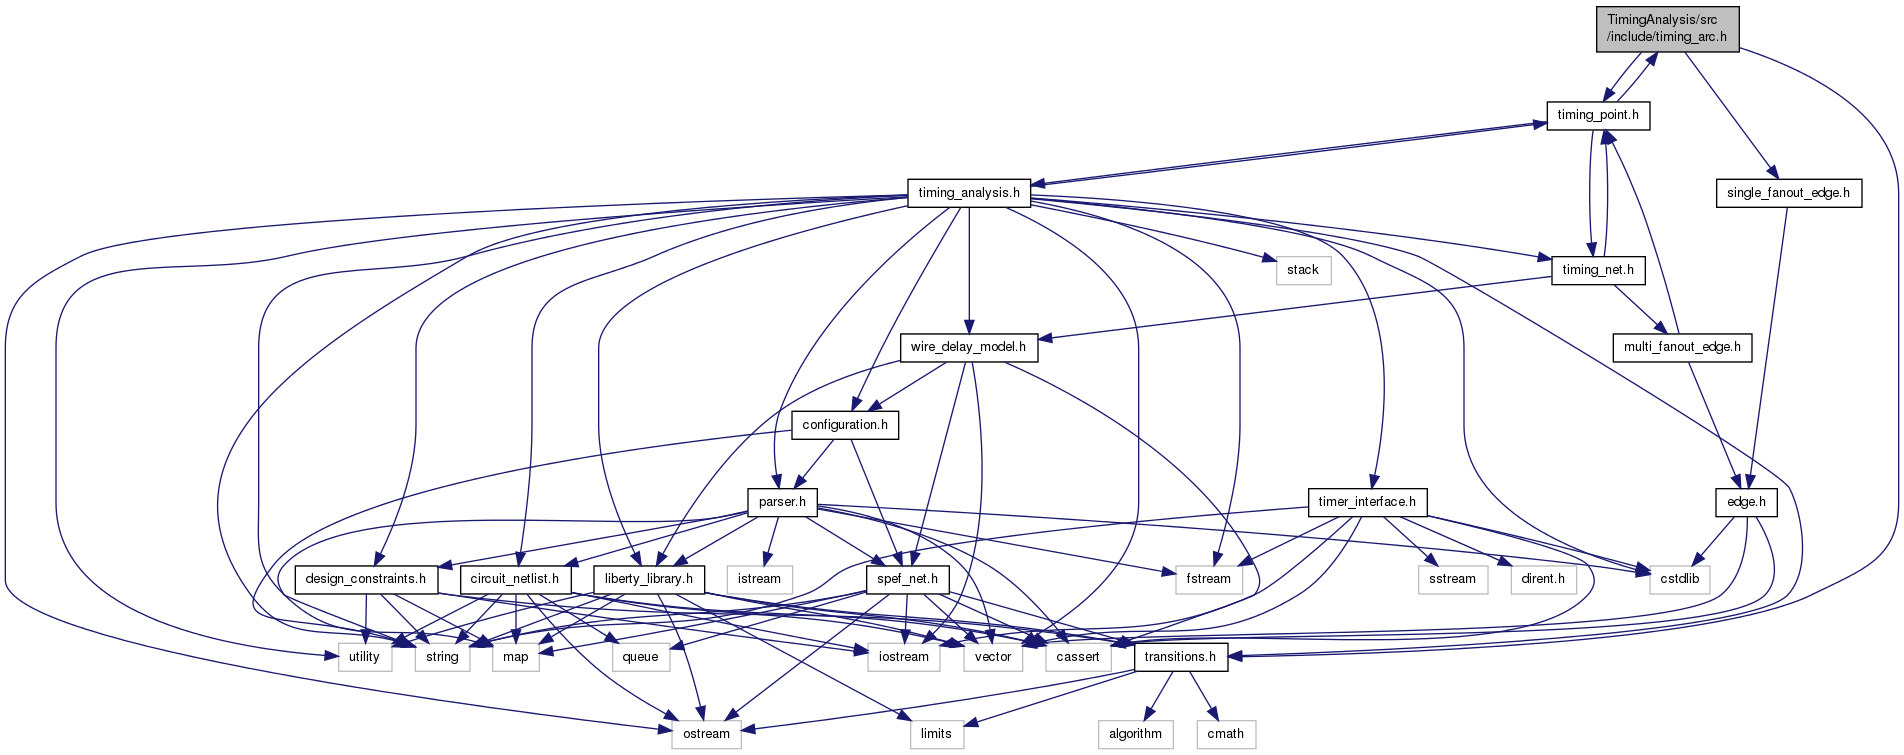 TimingAnalysis/src
/include/timing_arc.h
timing_point.h
timing_analysis.h
single_fanout_edge.h
stack
timing_net.h
wire_delay_model.h
multi_fanout_edge.h
configuration.h
parser.h
timer_interface.h
edge.h
design_constraints.h
circuit_netlist.h
liberty_library.h
istream
spef_net.h
fstream
sstream
dirent.h
cstdlib
utility
string
map
queue
iostream
vector
cassert
transitions.h
ostream
limits
algorithm
cmath